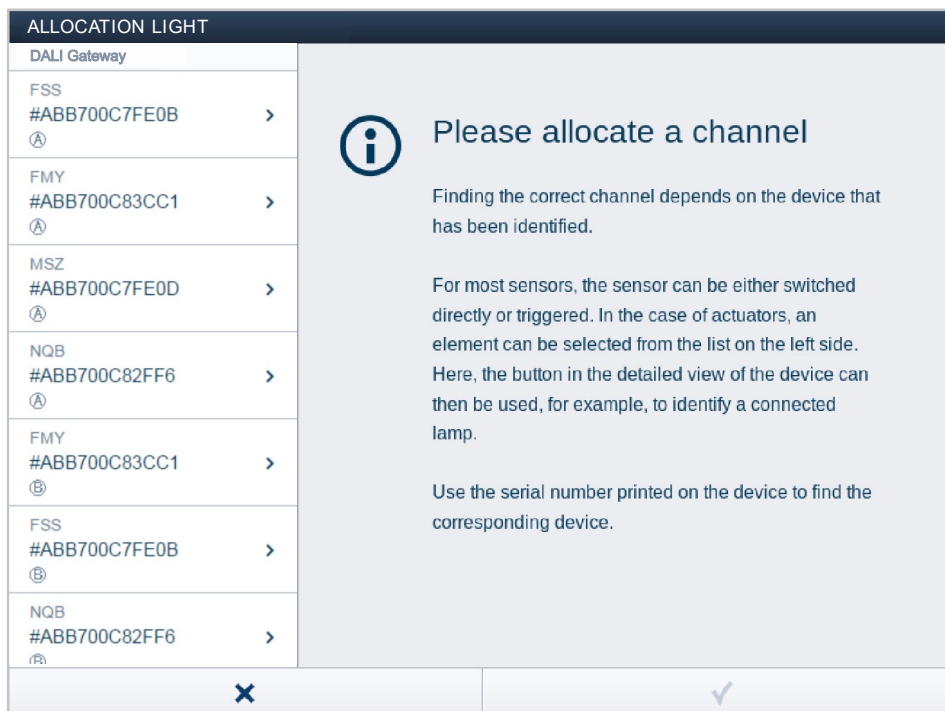 ALLOCATION LIGHT
DALI Gateway
FSS
#ABB700C7FE0B
Ⓐ
FMY
#ABB700C83CC1
Ⓐ
MSZ
#ABB700C7FE0D
Ⓐ
NQB
#ABB700C82FF6
Ⓐ
FMY
#ABB700C83CC1
Ⓑ
FSS
#ABB700C7FE0B
Ⓑ
NQB
#ABB700C82FF6
Ⓑ
Please allocate a channel
Finding the correct channel depends on the device that
has been identified.
For most sensors, the sensor can be either switched
directly or triggered. In the case of actuators, an
element can be selected from the list on the left side.
Here, the button in the detailed view of the device can
then be used, for example, to identify a connected
lamp.
Use the serial number printed on the device to find the
corresponding device.